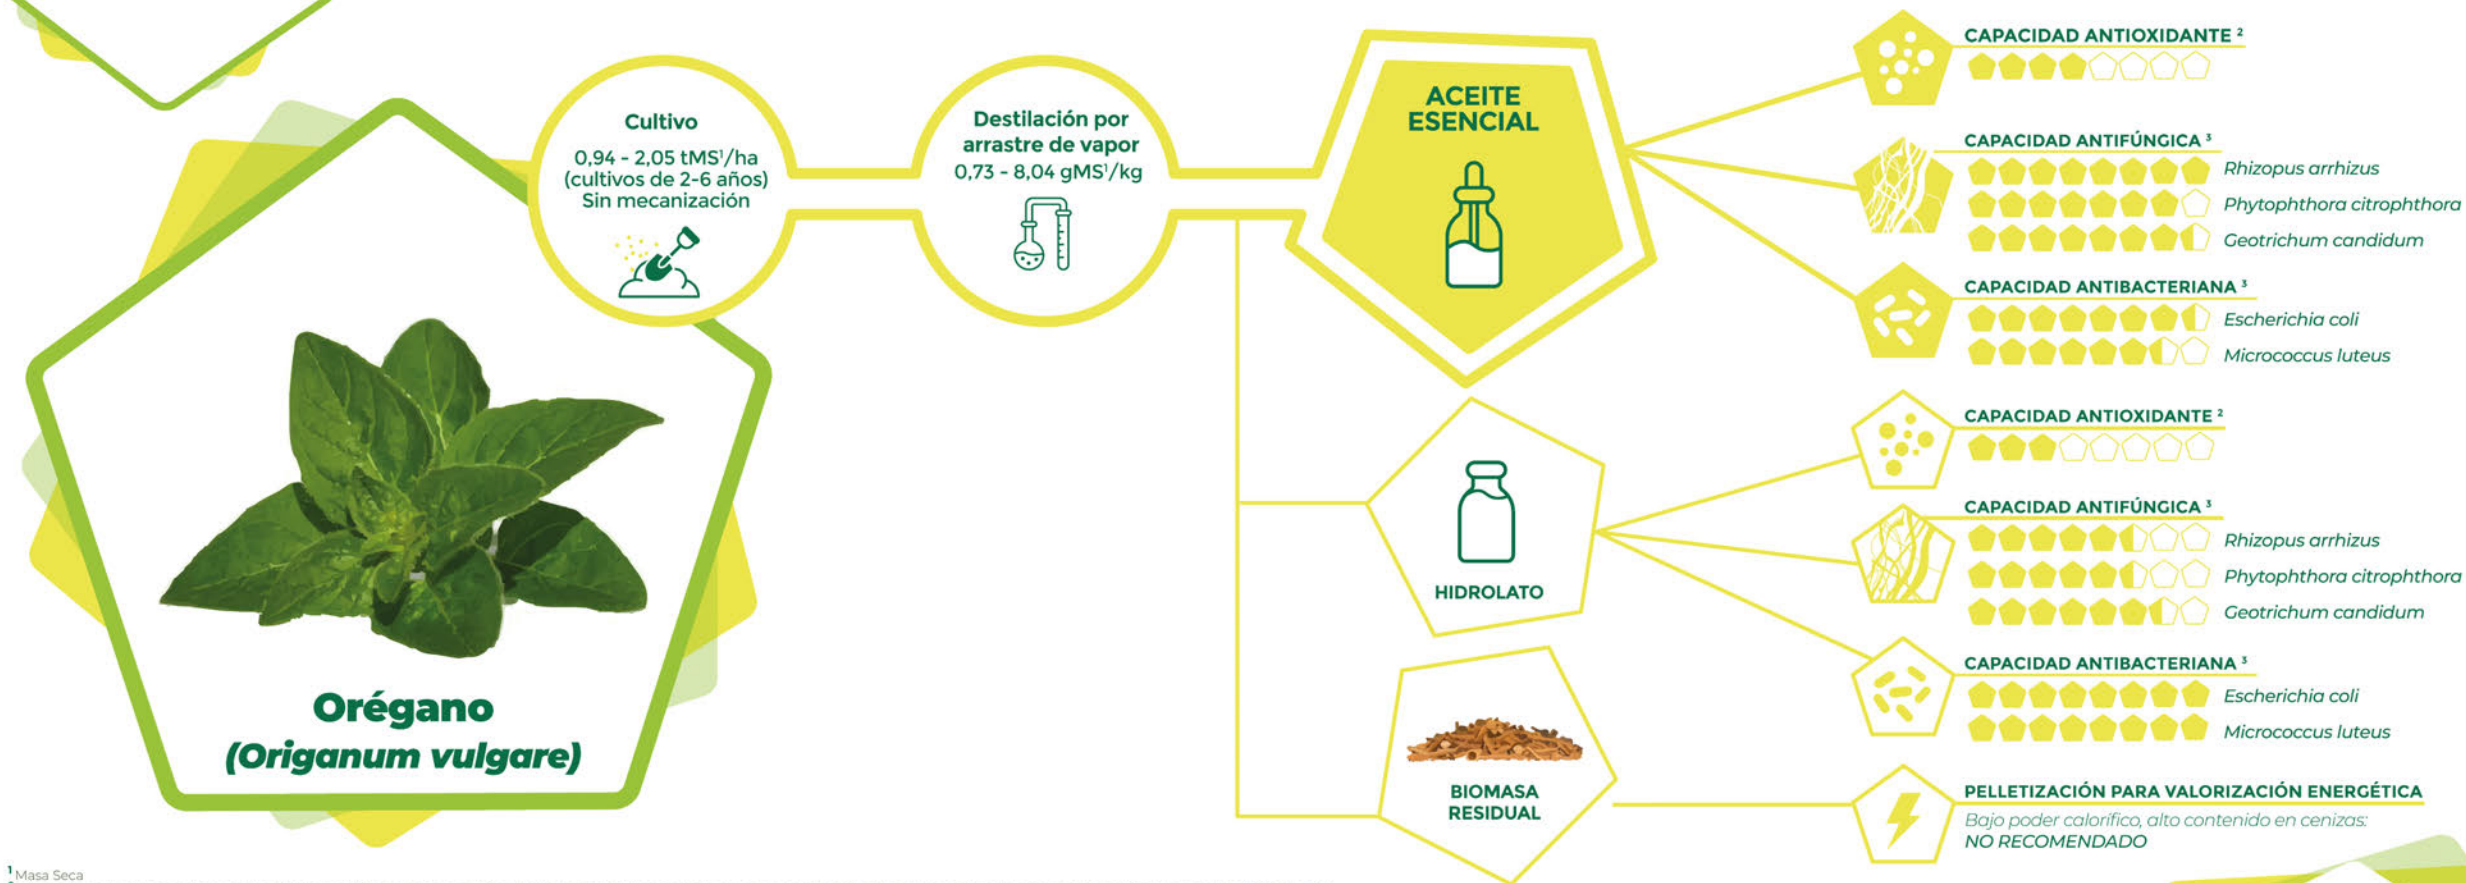 Orégano
(Origanum vulgare)
Cultivo
0,94 - 2,05 tMS¹/ha
(cultivos de 2-6 años)
Sin mecanización
Destilación por
arrastre de vapor
0,73 - 8,04 gMS¹/kg
ACEITE
ESENCIAL
CAPACIDAD ANTIOXIDANTE ²
CAPACIDAD ANTIFÚNGICA ³
Rhizopus arrhizus
Phytophthora citrophthora
Geotrichum candidum
CAPACIDAD ANTIBACTERIANA ³
Escherichia coli
Micrococcus luteus
HIDROLATO
CAPACIDAD ANTIOXIDANTE ²
CAPACIDAD ANTIFÚNGICA ³
Rhizopus arrhizus
Phytophthora citrophthora
Geotrichum candidum
CAPACIDAD ANTIBACTERIANA ³
Escherichia coli
Micrococcus luteus
BIOMASA
RESIDUAL
PELLETIZACIÓN PARA VALORIZACIÓN ENERGÉTICA
Bajo poder calorífico, alto contenido en cenizas:
NO RECOMENDADO
¹ Masa Seca